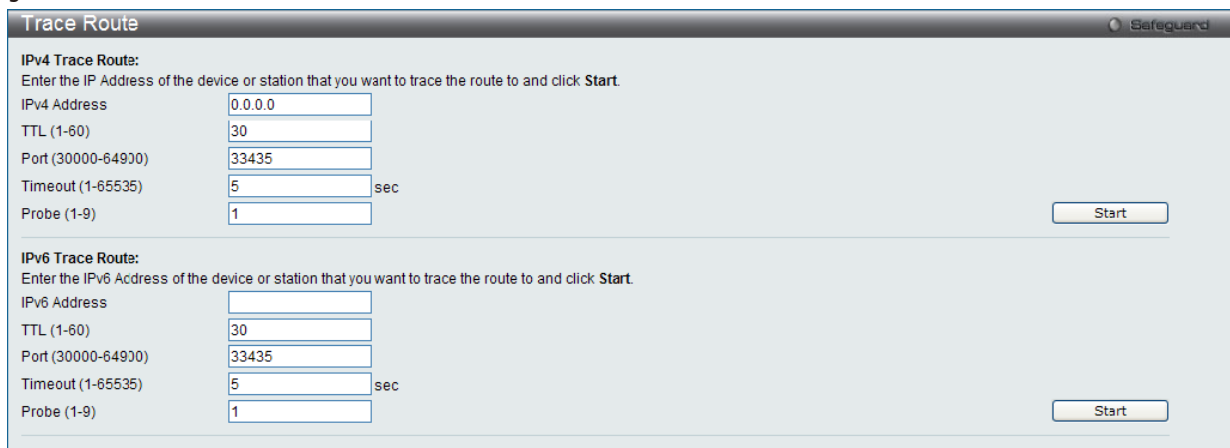 Trace Route
Safeguard
IPv4 Trace Route:
Enter the IP Address of the device or station that you want to trace the route to and click Start.
IPv4 Address 0.0.0.0
TTL (1-60) 30
Port (30000-64900) 33435
Timeout (1-65535) 5 sec
Probe (1-9) 1 Start
IPv6 Trace Route:
Enter the IPv6 Address of the device or station that you want to trace the route to and click Start.
IPv6 Address
TTL (1-60) 30
Port (30000-64900) 33435
Timeout (1-65535) 5 sec
Probe (1-9) 1 Start